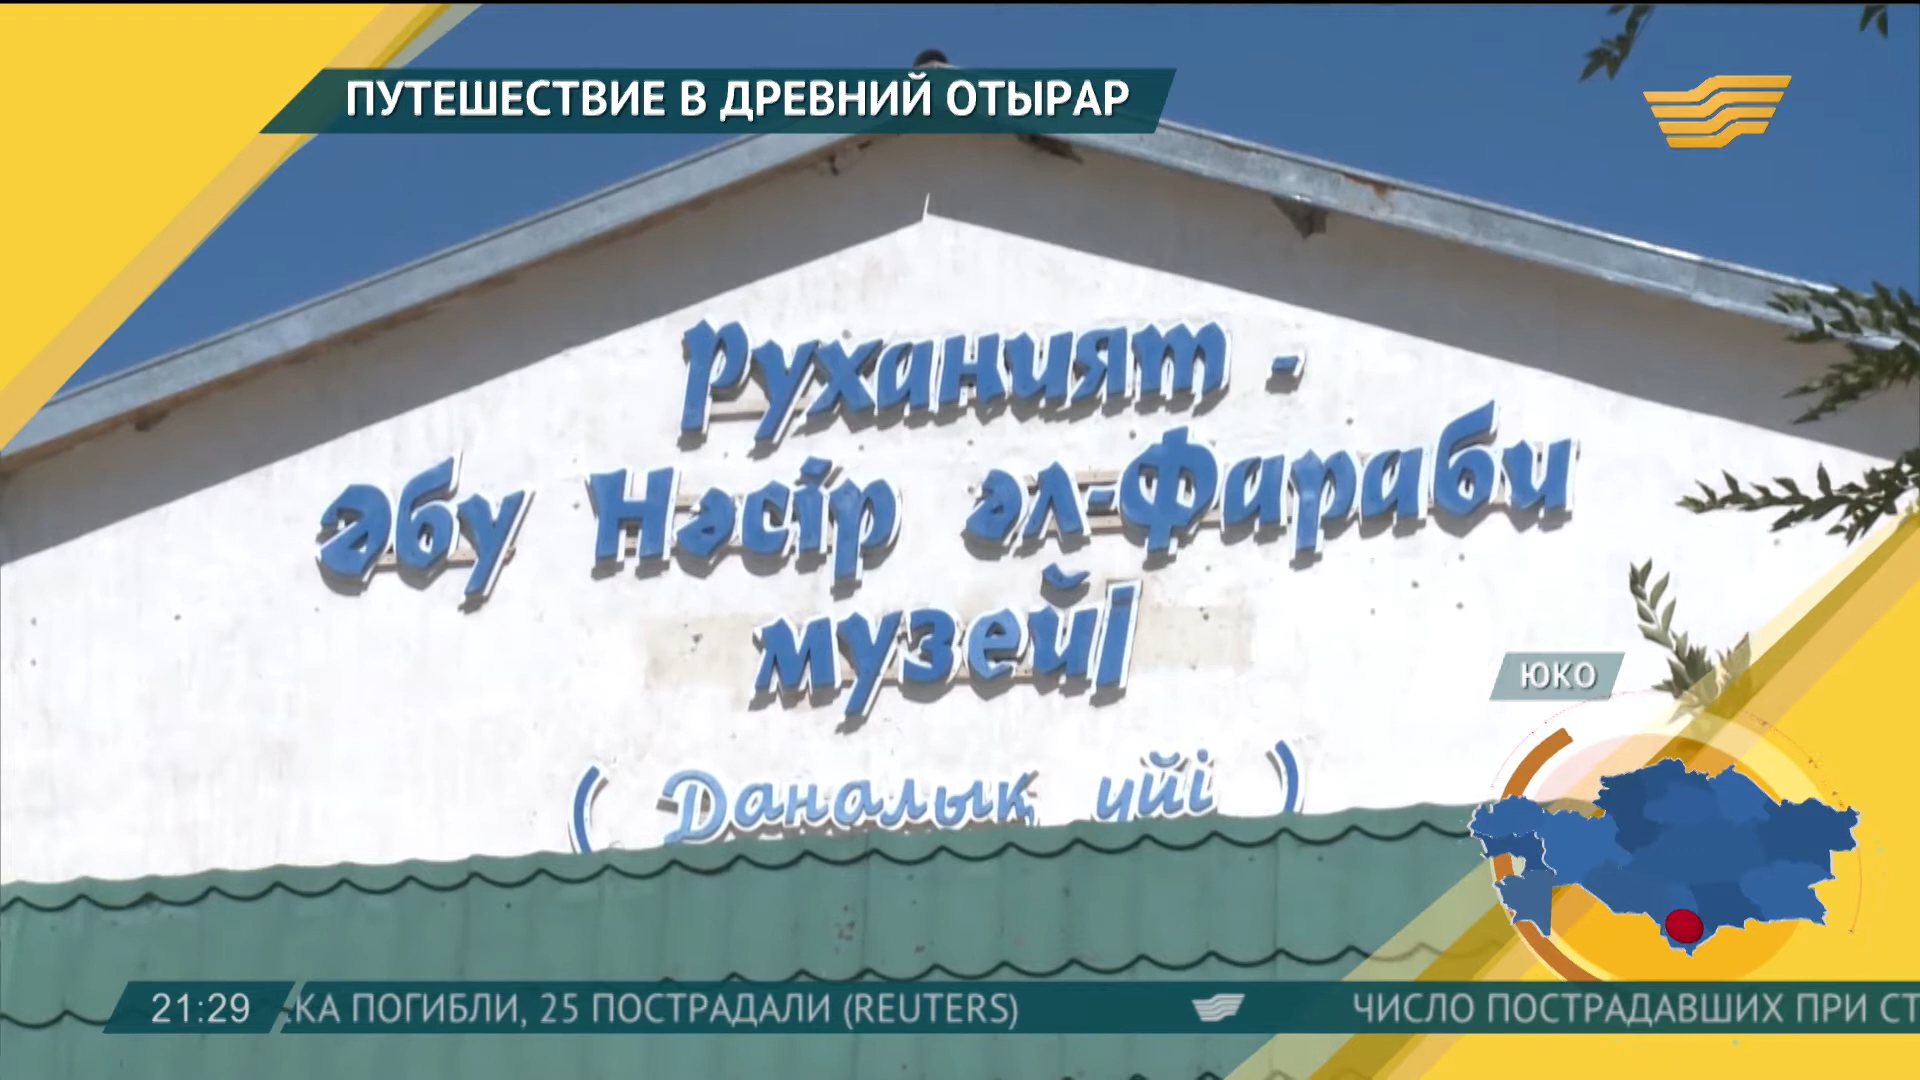 ПУТЕШЕСТВИЕ В ДРЕВНИЙ ОТЫРАР
Руханият -
Әбу Нәсір әл-Фараби
музейі
( Даналық үйі )
ЮКО
21:29 КА ПОГИБЛИ, 25 ПОСТРАДАЛИ (REUTERS) ЧИСЛО ПОСТРАДАВШИХ ПРИ СТ